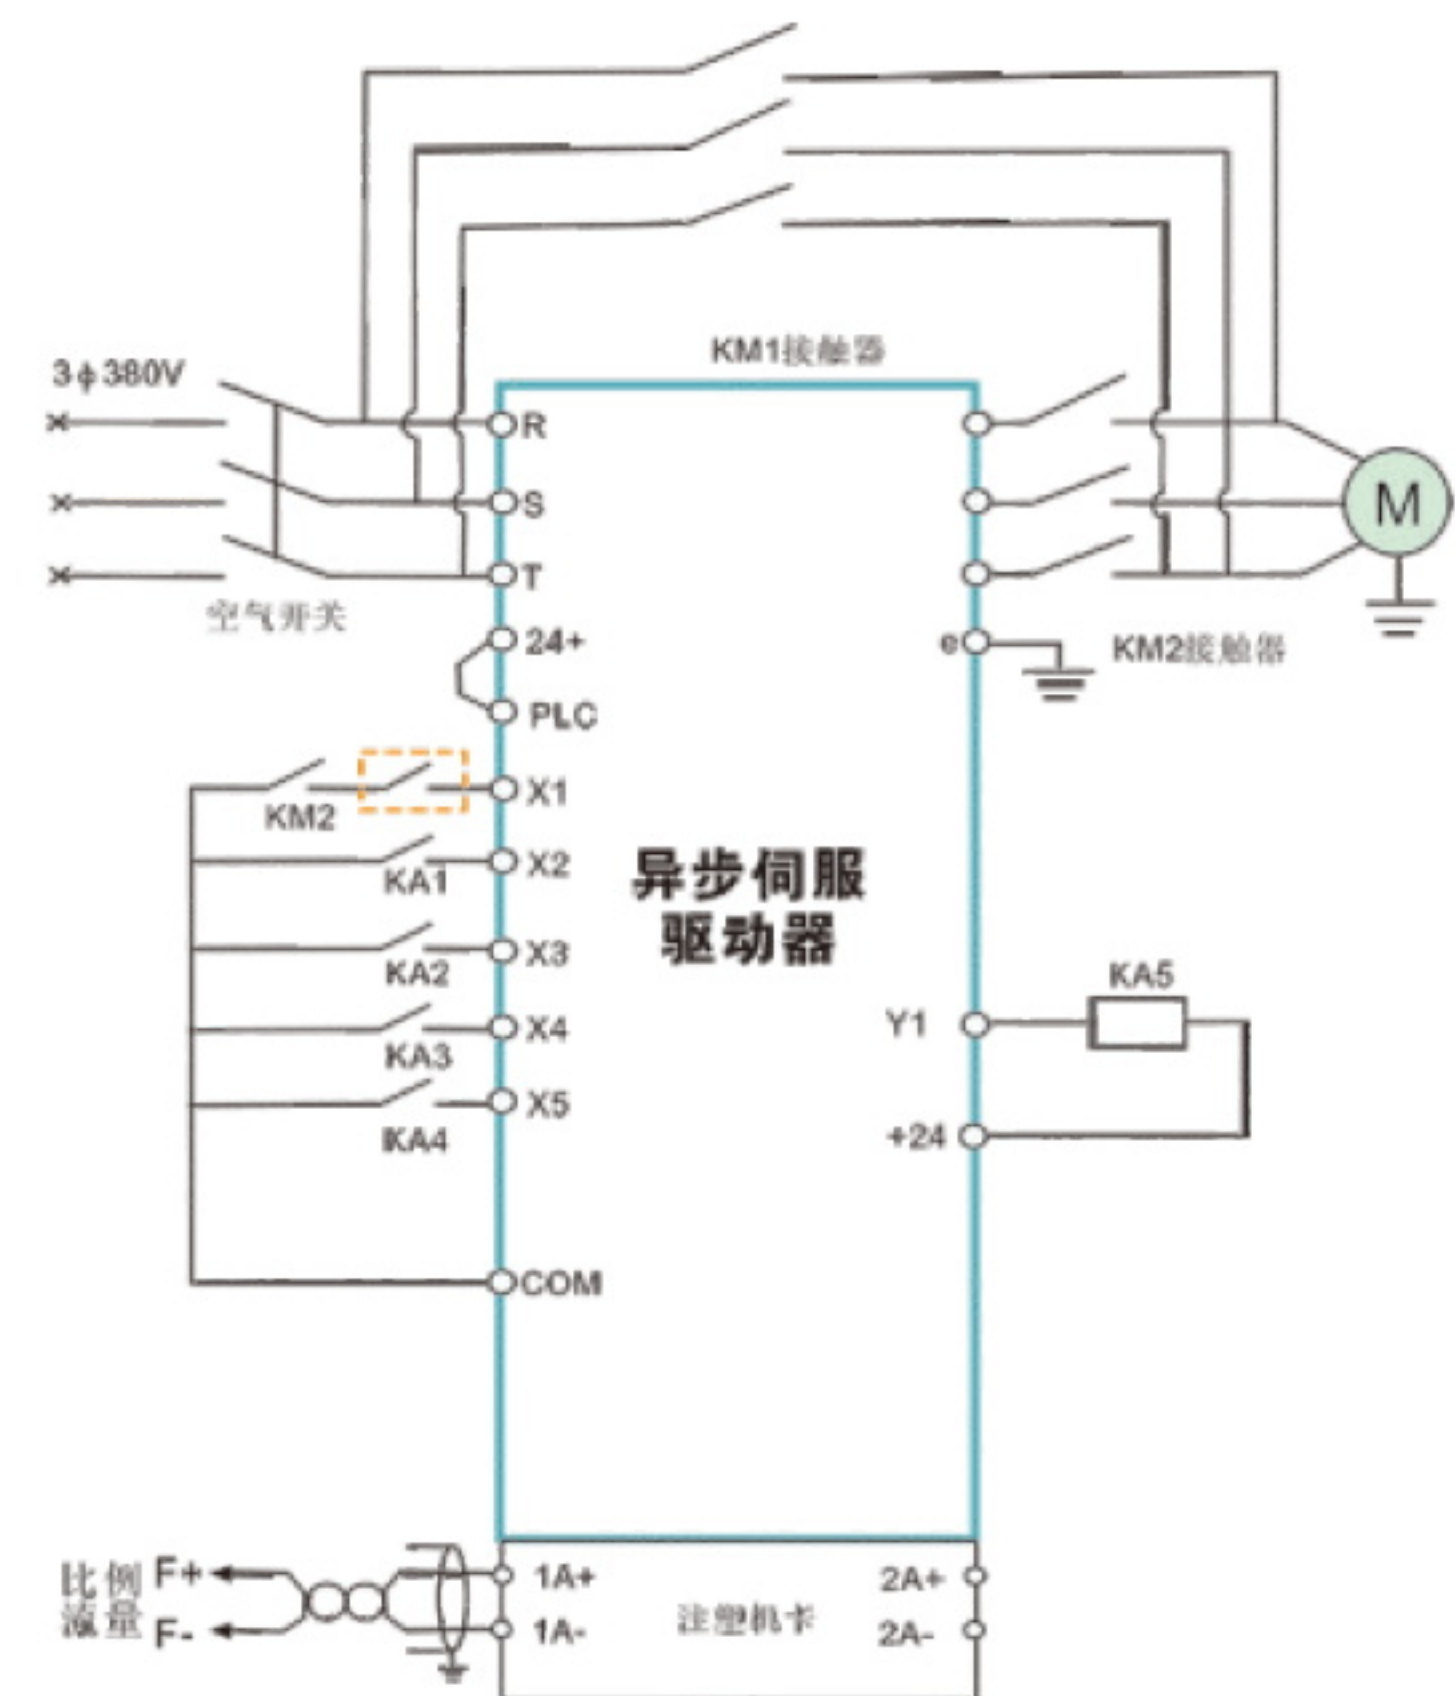 KM1接触器
3ϕ380V
R
S
M
T
空气开关
24+
e
KM2接触器
PLC
X1
KM2
X2
KA1
异步伺服
驱动器
X3
KA2
KA5
X4
Y1
KA3
X5
+24
KA4
COM
比例
流量
F+
F-
1A+
1A-
注塑机卡
2A+
2A-